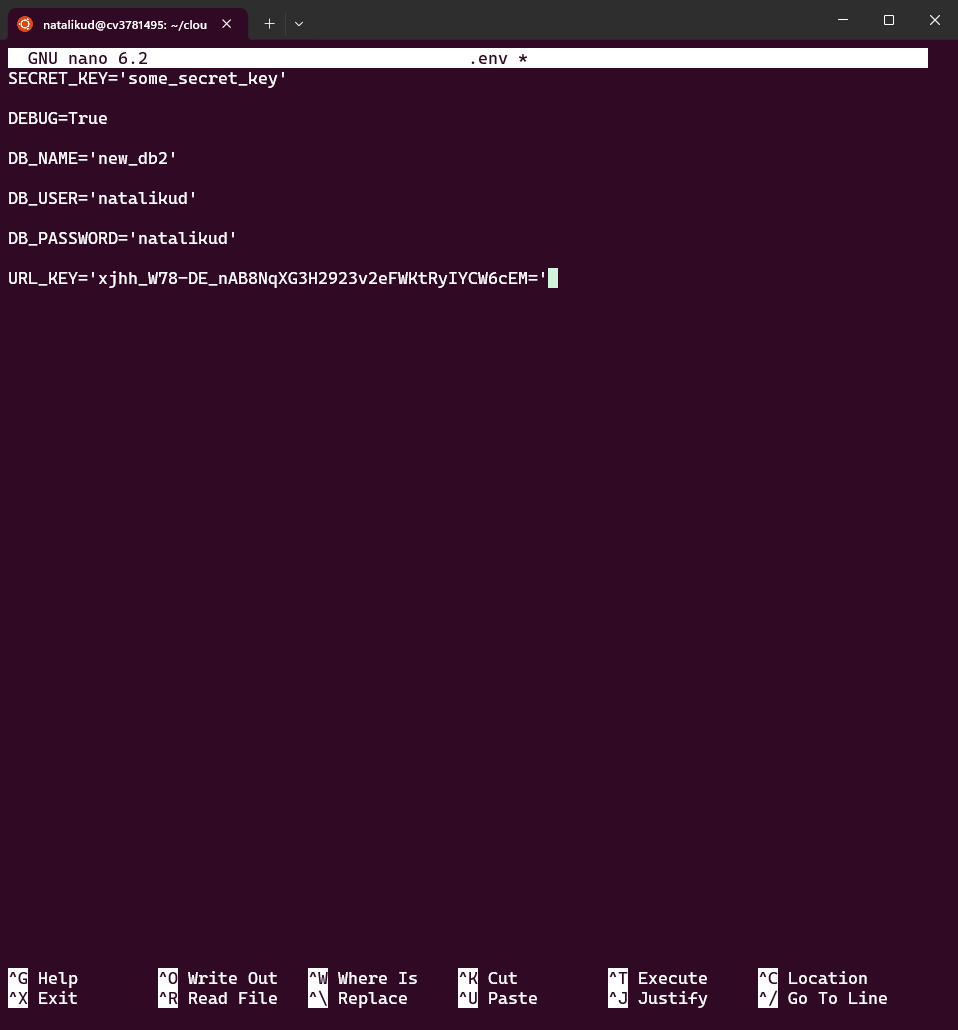 natalikud@cv3781495: ~/clou
GNU nano 6.2 .env *
SECRET_KEY='some_secret_key'
DEBUG=True
DB_NAME='new_db2'
DB_USER='natalikud'
DB_PASSWORD='natalikud'
URL_KEY='xjhh_W78-DE_nAB8NqXG3H2923v2eFWKtRyIYCW6cEM='
^G Help ^O Write Out ^W Where Is ^K Cut ^T Execute ^C Location
^X Exit ^R Read File ^\ Replace ^U Paste ^J Justify ^/ Go To Line